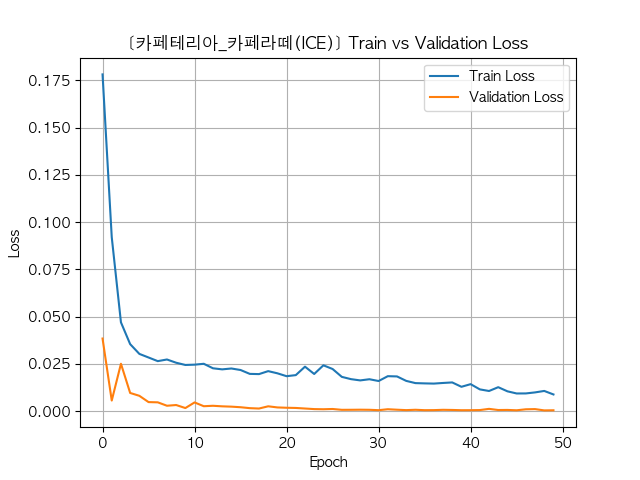 [카페테리아_카페라떼(ICE)] Train vs Validation Loss
Train Loss
Validation Loss
Loss
0.175
0.150
0.125
0.100
0.075
0.050
0.025
0.000
0 10 20 30 40 50
Epoch